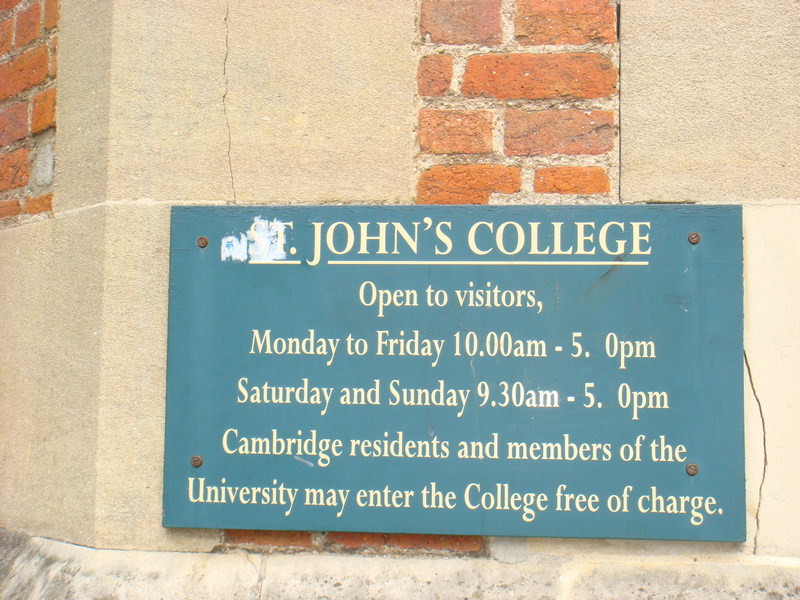 ST. JOHN'S COLLEGE
Open to visitors,
Monday to Friday 10.00am - 5. 0pm
Saturday and Sunday 9.30am - 5. 0pm
Cambridge residents and members of the
University may enter the College free of charge.